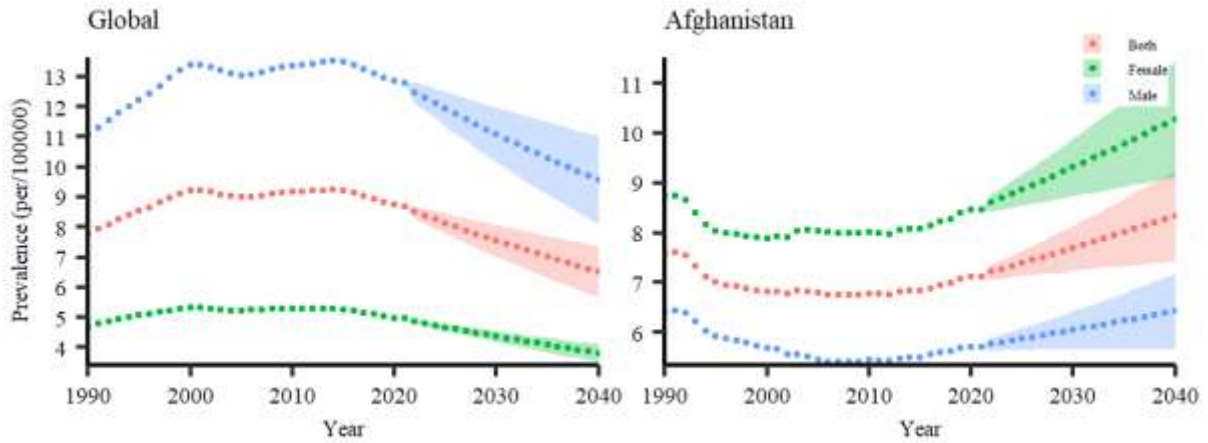 Global
Prevalence (per/100000)
13
12
11
10
9
8
7
6
5
4
1990 2000 2010 2020 2030 2040
Year
Afghanistan
Both
Female
Male
11
10
9
8
7
6
1990 2000 2010 2020 2030 2040
Year